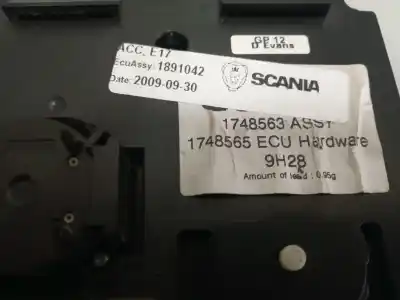 GP 12
D Evans
ACC, E17
EcuAssy: 1891042
Date: 2009-09-30
SCANIA
1748563 ASSY
1748565 ECU Hardware
9H28
Amount of lead : 0.95g